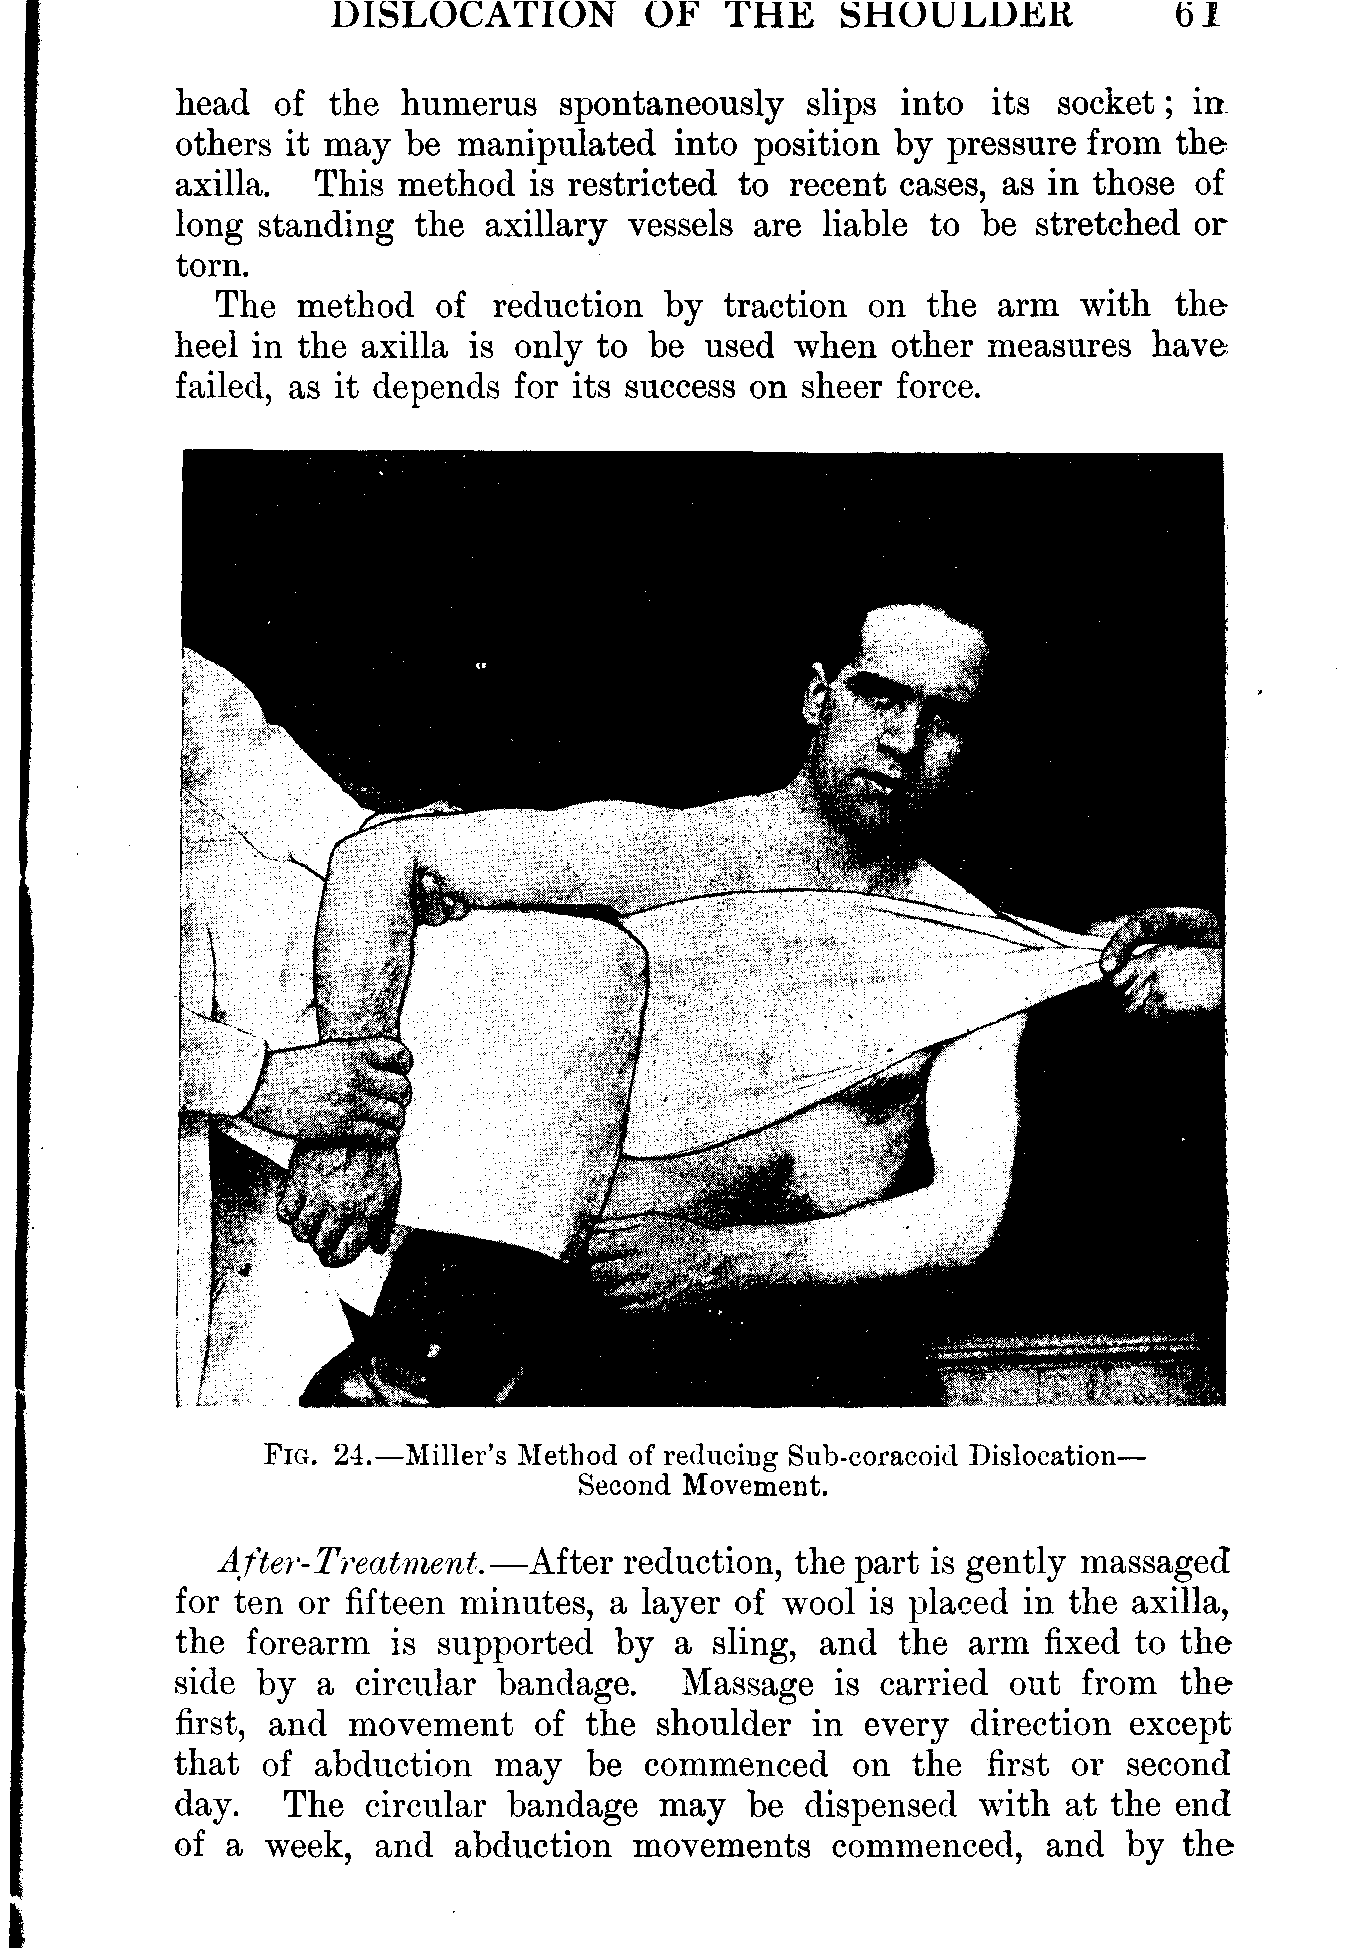 DISLOCATION OF THE SHOULDER 61
head of the humerus spontaneously slips into its socket; in
others it may be manipulated into position by pressure from the
axilla. This method is restricted to recent cases, as in those of
long standing the axillary vessels are liable to be stretched or
torn.
The method of reduction by traction on the arm with the
heel in the axilla is only to be used when other measures have
failed, as it depends for its success on sheer force.
FIG. 24.—Miller's Method of reducing Sub-coracoid Dislocation—
Second Movement.
After-Treatment.—After reduction, the part is gently massaged
for ten or fifteen minutes, a layer of wool is placed in the axilla,
the forearm is supported by a sling, and the arm fixed to the
side by a circular bandage. Massage is carried out from the
first, and movement of the shoulder in every direction except
that of abduction may be commenced on the first or second
day. The circular bandage may be dispensed with at the end
of a week, and abduction movements commenced, and by the